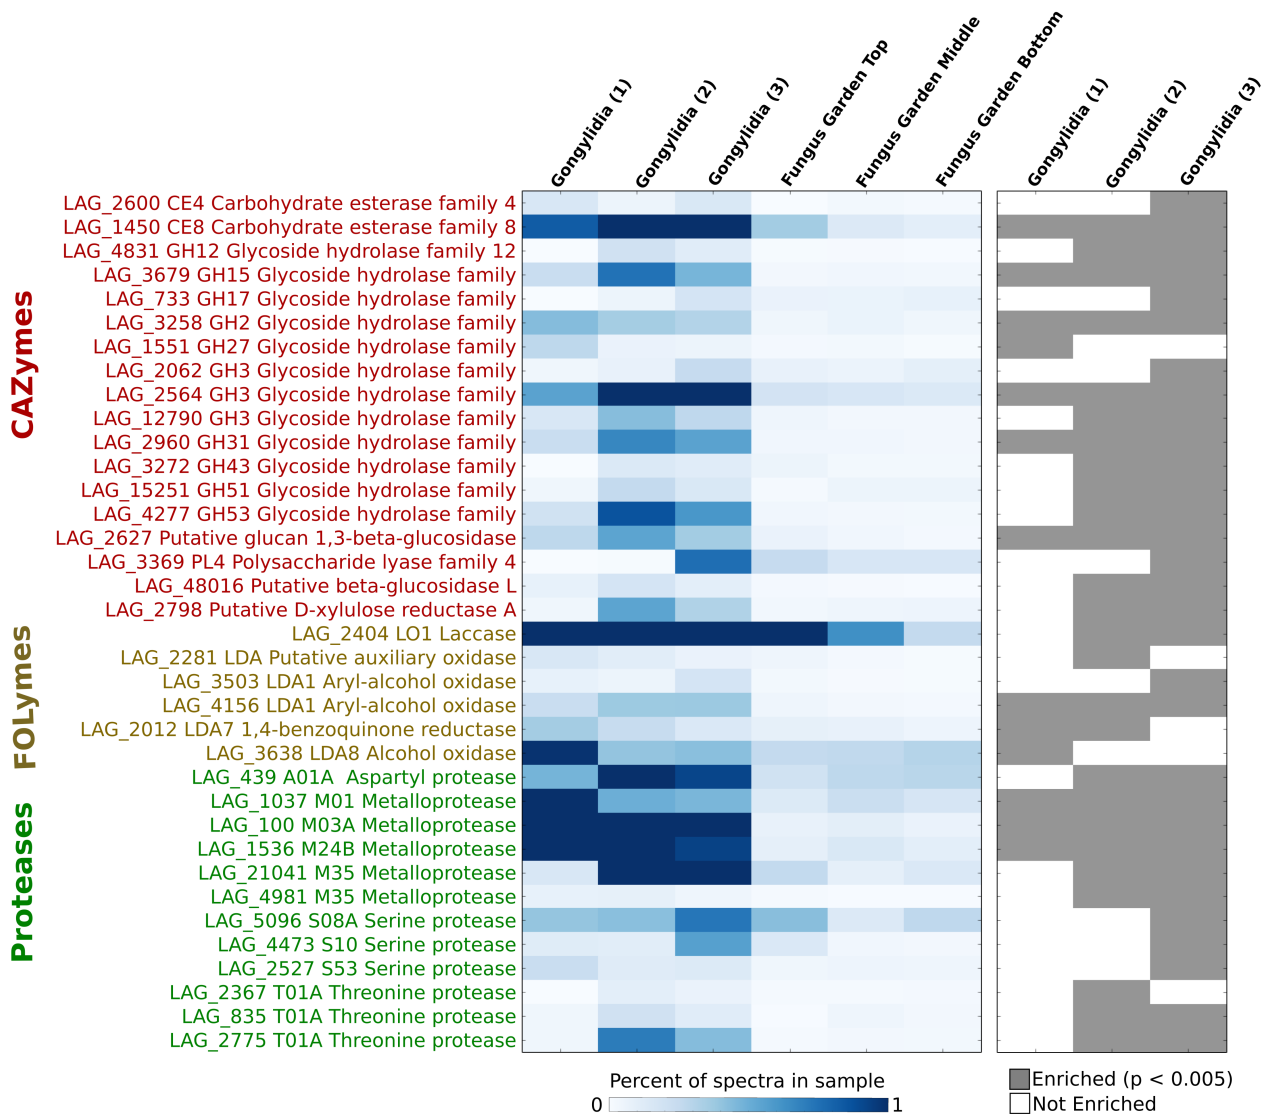 Gongylidia (1)
Gongylidia (2)
Gongylidia (3)
Fungus Garden Top
Fungus Garden Middle
Fungus Garden Bottom
Gongylidia (1)
Gongylidia (2)
Gongylidia (3)
CAZymes
LAG_2600 CE4 Carbohydrate esterase family 4
LAG_1450 CE8 Carbohydrate esterase family 8
LAG_4831 GH12 Glycoside hydrolase family 12
LAG_3679 GH15 Glycoside hydrolase family
LAG_733 GH17 Glycoside hydrolase family
LAG_3258 GH2 Glycoside hydrolase family
LAG_1551 GH27 Glycoside hydrolase family
LAG_2062 GH3 Glycoside hydrolase family
LAG_2564 GH3 Glycoside hydrolase family
LAG_12790 GH3 Glycoside hydrolase family
LAG_2960 GH31 Glycoside hydrolase family
LAG_3272 GH43 Glycoside hydrolase family
LAG_15251 GH51 Glycoside hydrolase family
LAG_4277 GH53 Glycoside hydrolase family
LAG_2627 Putative glucan 1,3-beta-glucosidase
LAG_3369 PL4 Polysaccharide lyase family 4
LAG_48016 Putative beta-glucosidase L
LAG_2798 Putative D-xylulose reductase A
FOLymes
LAG_2404 LO1 Laccase
LAG_2281 LDA Putative auxiliary oxidase
LAG_3503 LDA1 Aryl-alcohol oxidase
LAG_4156 LDA1 Aryl-alcohol oxidase
LAG_2012 LDA7 1,4-benzoquinone reductase
LAG_3638 LDA8 Alcohol oxidase
Proteases
LAG_439 A01A Aspartyl protease
LAG_1037 M01 Metalloprotease
LAG_100 M03A Metalloprotease
LAG_1536 M24B Metalloprotease
LAG_21041 M35 Metalloprotease
LAG_4981 M35 Metalloprotease
LAG_5096 S08A Serine protease
LAG_4473 S10 Serine protease
LAG_2527 S53 Serine protease
LAG_2367 T01A Threonine protease
LAG_835 T01A Threonine protease
LAG_2775 T01A Threonine protease
Percent of spectra in sample
0 1
Enriched (p < 0.005)
Not Enriched